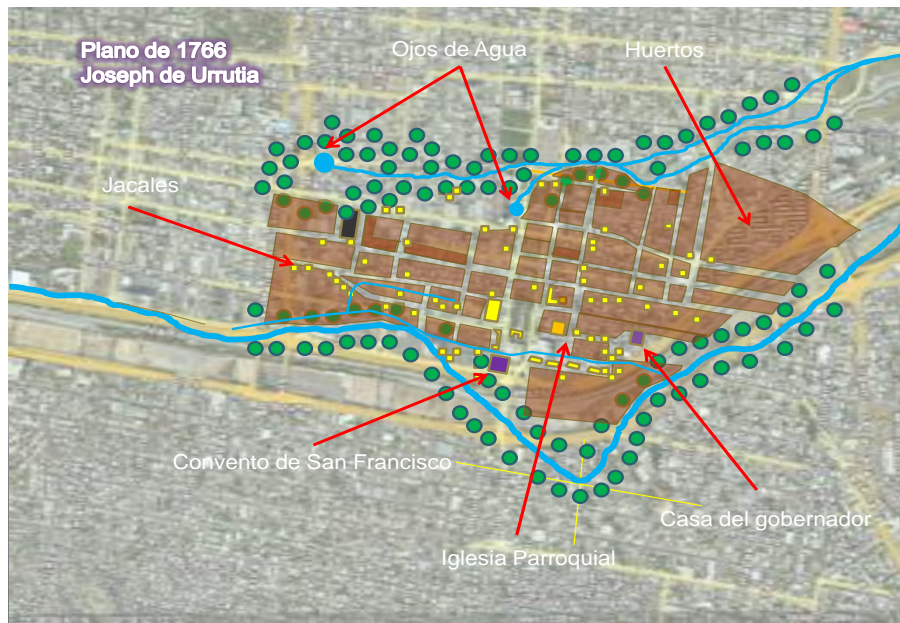 Plano de 1766
Joseph de Urrutia
Ojos de Agua
Huertos
Jacales
Convento de San Francisco
Casa del gobernador
Iglesia Parroquial